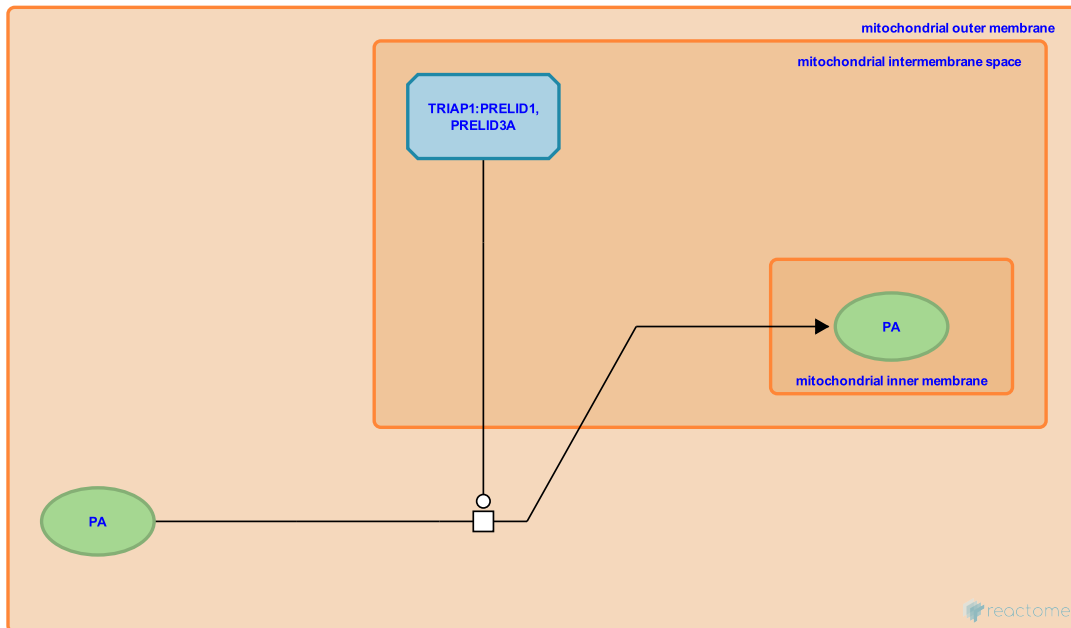 mitochondrial outer membrane
mitochondrial intermembrane space
TRIAP1:PRELID1,
PRELID3A
PA
mitochondrial inner membrane
PA
reactome